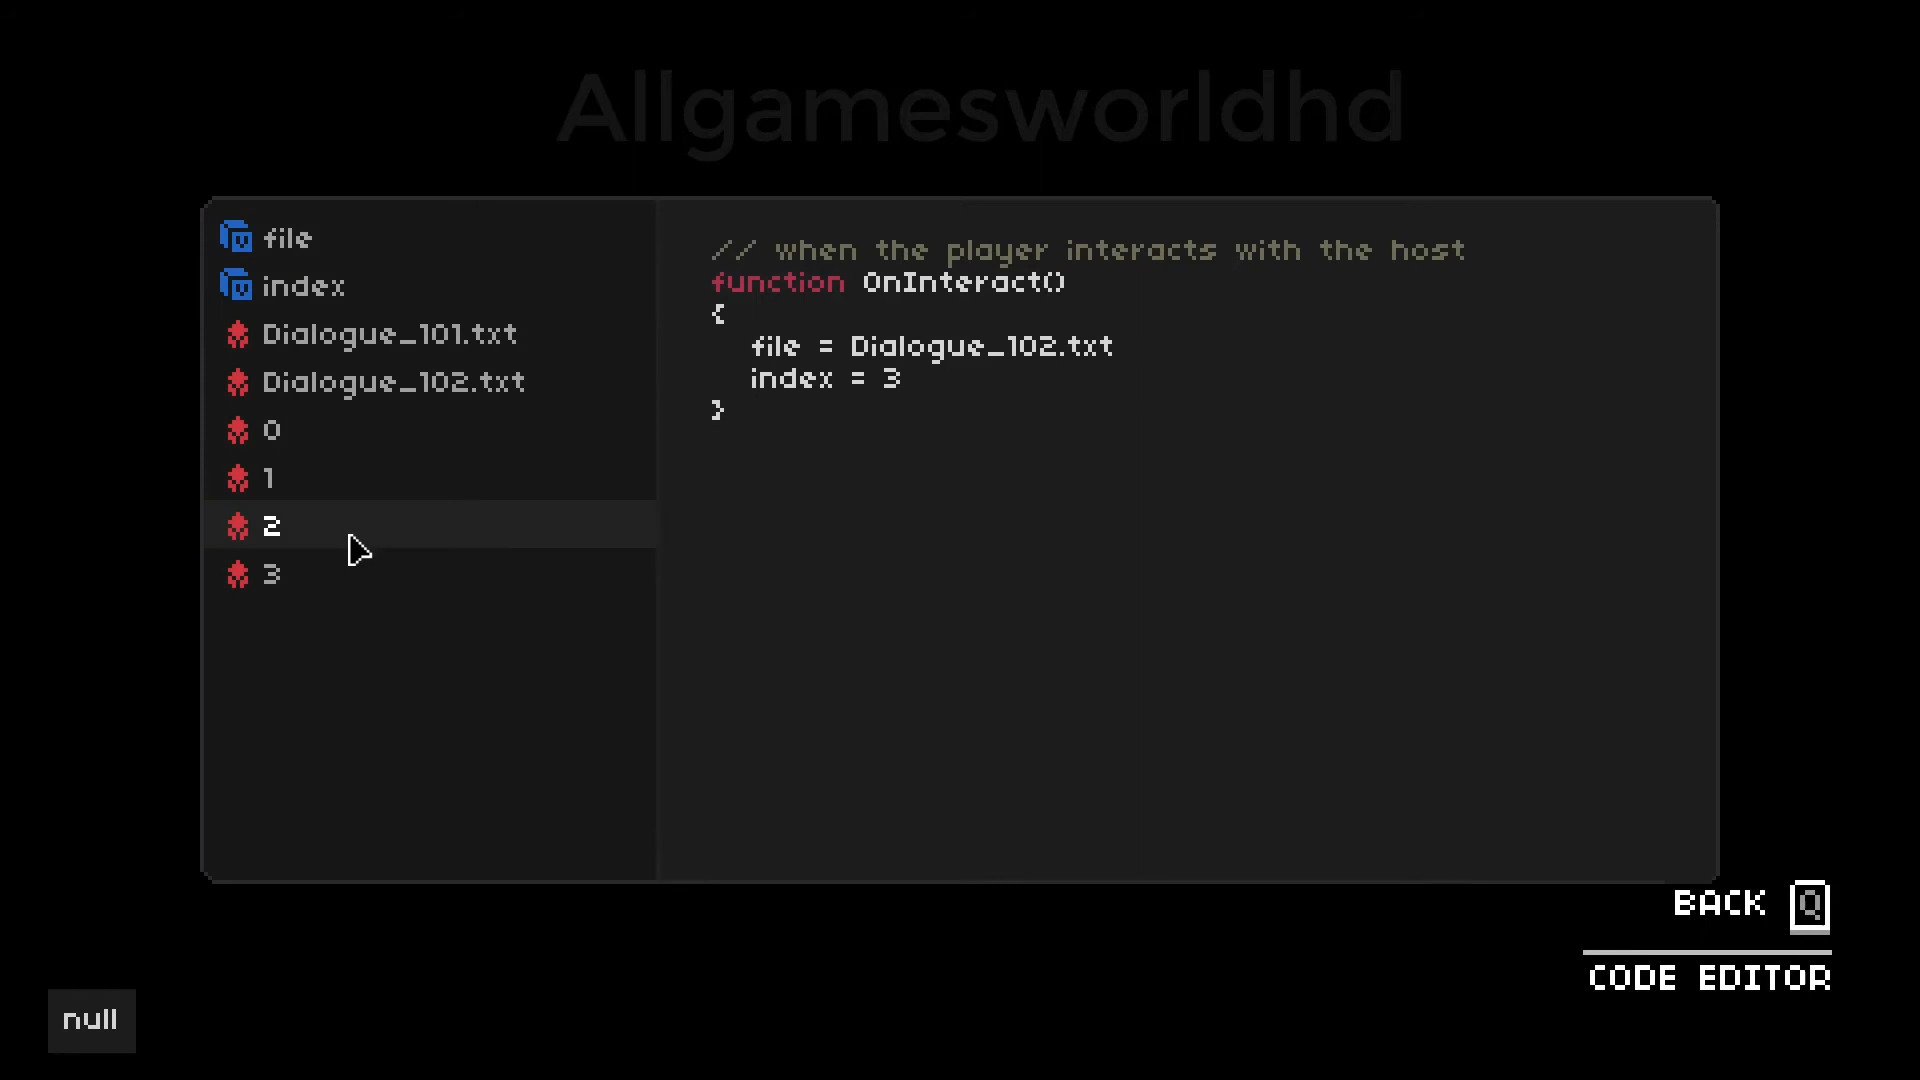 Allgamesworldhd
file
index
Dialogue_101.txt
Dialogue_102.txt
0
1
2
3
// when the player interacts with the host
function OnInteract()
{
file = Dialogue_102.txt
index = 3
}
BACK Q
CODE EDITOR
null